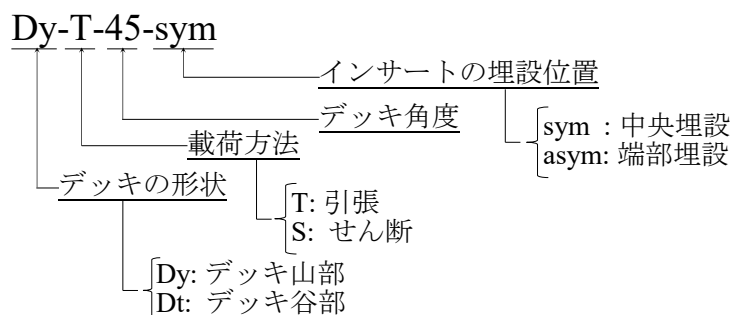 Dy-T-45-sym
インサートの埋設位置
デッキ角度
sym : 中央埋設
asym: 端部埋設
載荷方法
デッキの形状
T: 引張
S: せん断
Dy: デッキ山部
Dt: デッキ谷部